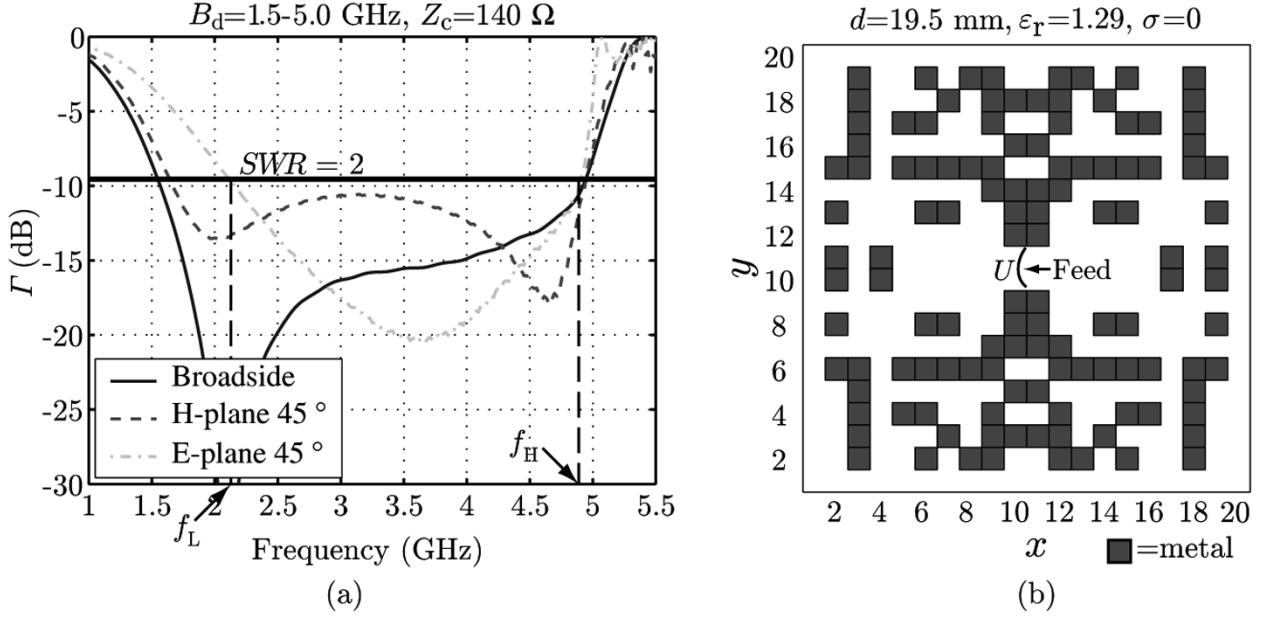 B_d=1.5-5.0 GHz, Z_c=140 Ω
0
-5
-10
-15
-20
-25
-30
Γ (dB)
SWR = 2
Broadside
H-plane 45 °
E-plane 45 °
f_H
f_L
1 1.5 2 2.5 3 3.5 4 4.5 5 5.5
Frequency (GHz)
(a)
d=19.5 mm, ε_r=1.29, σ=0
20
18
16
14
12
10
8
6
4
2
y
U Feed
2 4 6 8 10 12 14 16 18 20
x
=metal
(b)